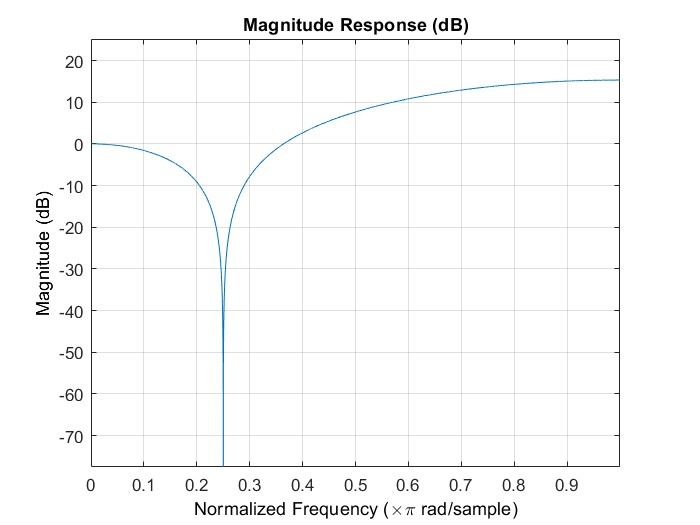 Magnitude Response (dB)
20
10
0
-10
-20
-30
-40
-50
-60
-70
Magnitude (dB)
0 0.1 0.2 0.3 0.4 0.5 0.6 0.7 0.8 0.9
Normalized Frequency (×π rad/sample)